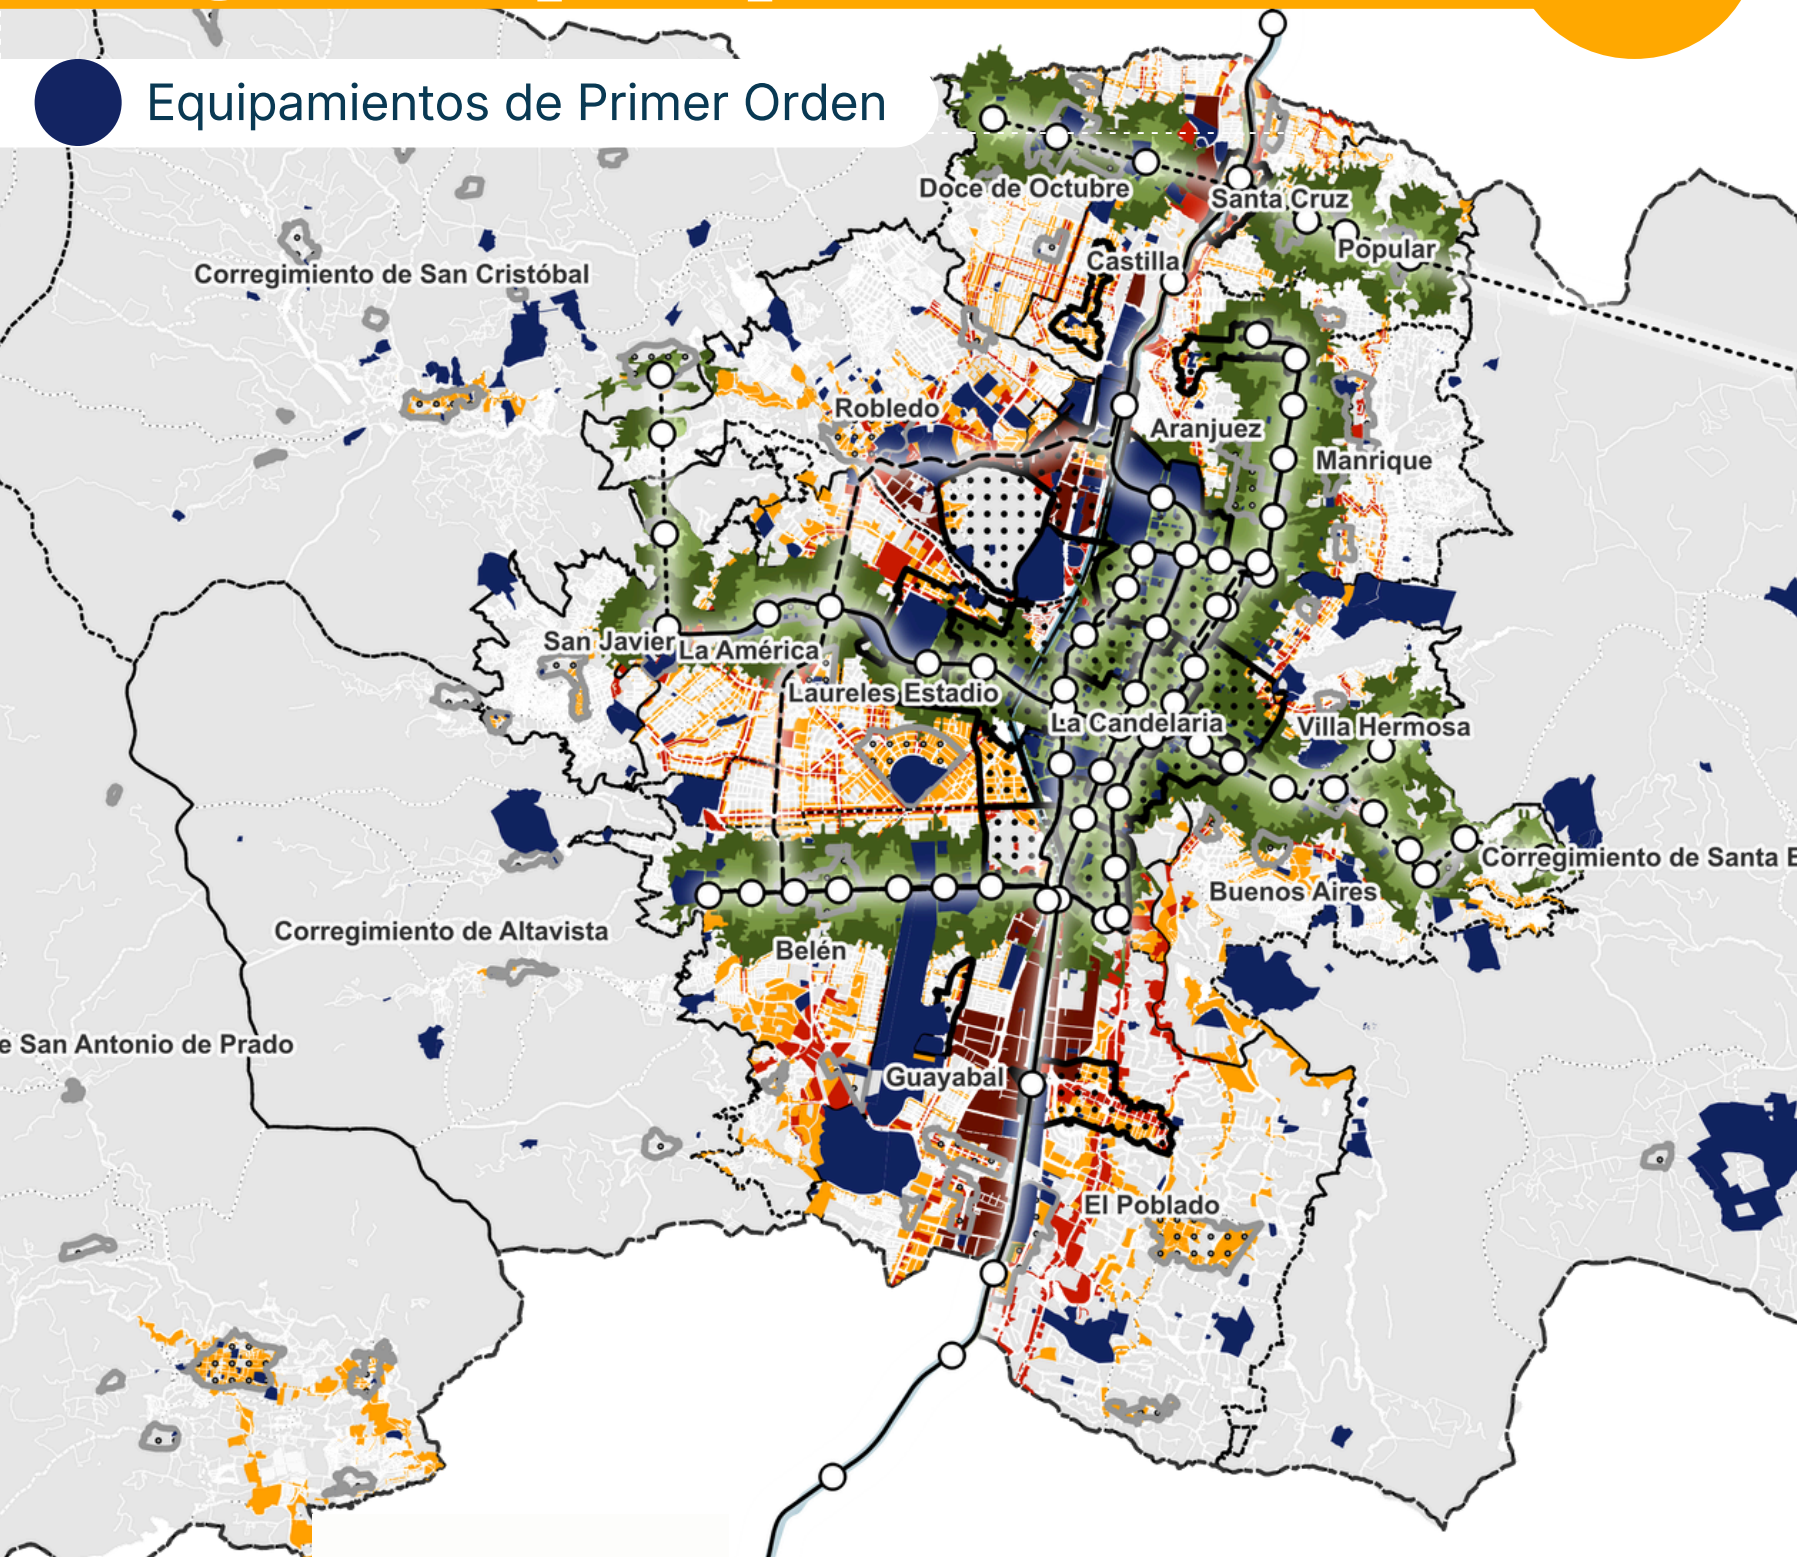 Equipamientos de Primer Orden
Doce de Octubre
Santa Cruz
Popular
Castilla
Corregimiento de San Cristóbal
Robledo
Aranjuez
Manrique
San Javier
La América
Laureles Estadio
La Candelaria
Villa Hermosa
Corregimiento de Santa E
Buenos Aires
Corregimiento de Altavista
Belén
e San Antonio de Prado
Guayabal
El Poblado